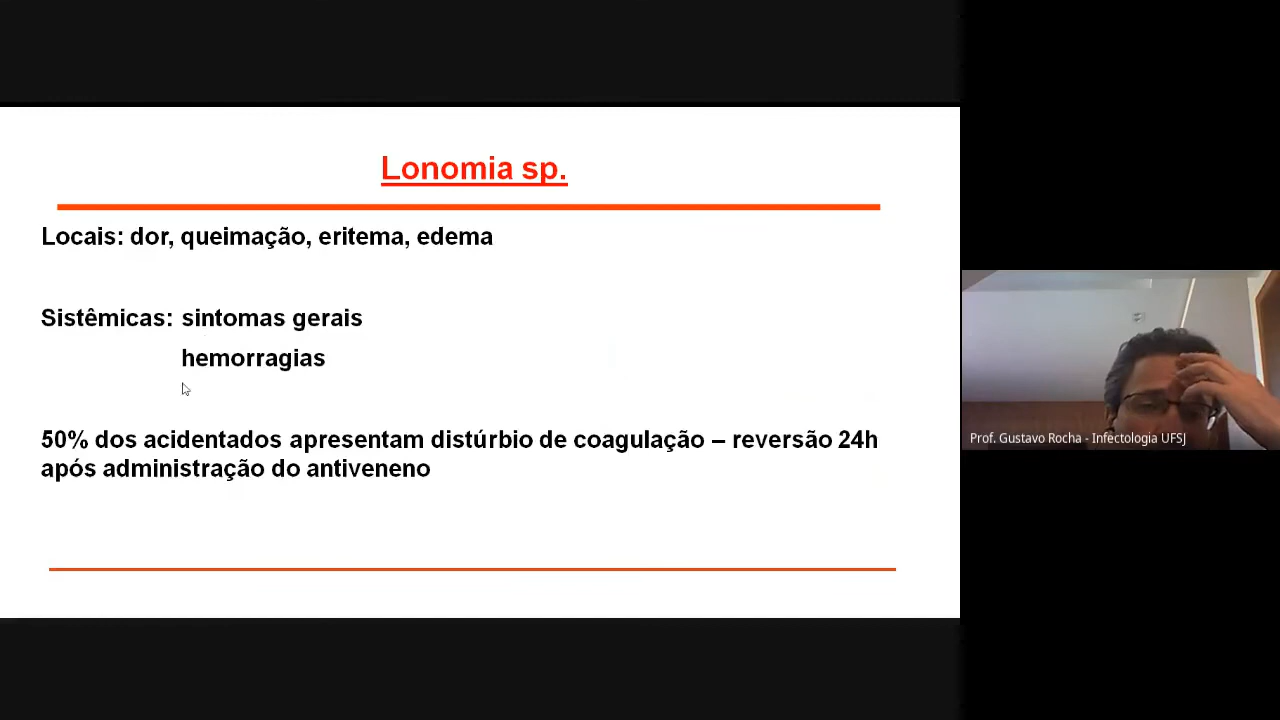 Lonomia sp.
Locais: dor, queimação, eritema, edema
Sistêmicas: sintomas gerais
hemorragias
50% dos acidentados apresentam distúrbio de coagulação – reversão 24h
após administração do antiveneno
Prof. Gustavo Rocha - Infectologia UFSJ